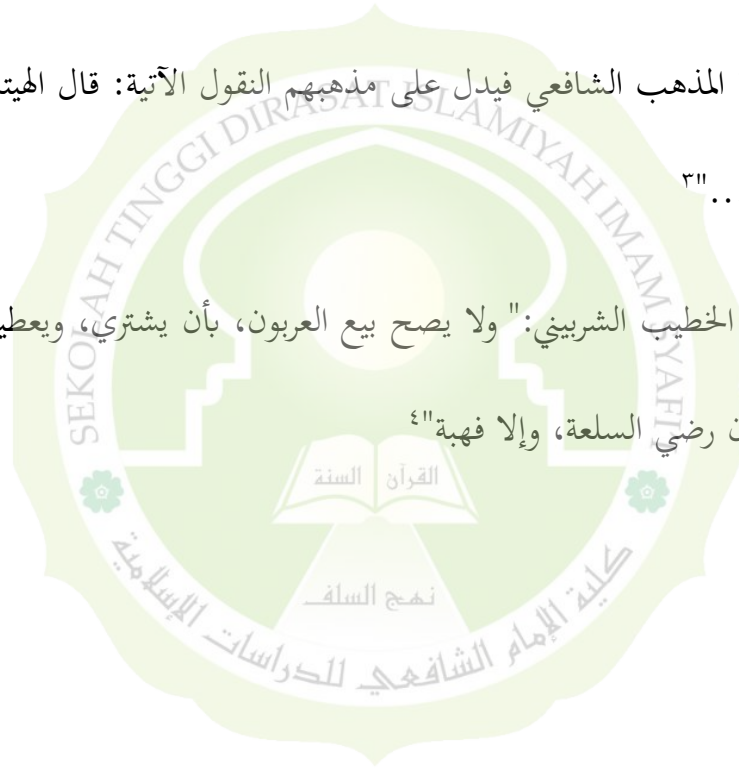 المذهب الشافعي فيدل على مذهبهم النقول الآتية: قال الهيت
.."٣
الخطيب الشربيني:" ولا يصح بيع العربون، بأن يشتري، ويعطي
ن رضي السلعة، وإلا فهبة"٤
SEKOLAH TINGGI DIRASAT ISLAMIYAH IMAM SYAFI'I
القرآن السنة
نهج السلف
كلية الإمام الشافعي للدراسات الإسلامية